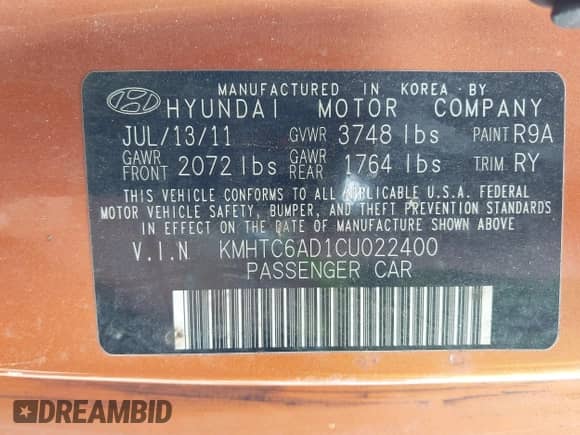 MANUFACTURED IN KOREA BY
HYUNDAI MOTOR COMPANY
JUL/13/11 GVWR 3748 lbs PAINT R9A
GAWR FRONT 2072 lbs GAWR REAR 1764 lbs TRIM RY
THIS VEHICLE CONFORMS TO ALL APPLICABLE U.S.A. FEDERAL
MOTOR VEHICLE SAFETY, BUMPER, AND THEFT PREVENTION STANDARDS
IN EFFECT ON THE DATE OF MANUFACTURE SHOWN ABOVE
V.I.N KMHTC6AD1CU022400
PASSENGER CAR
DREAMBID